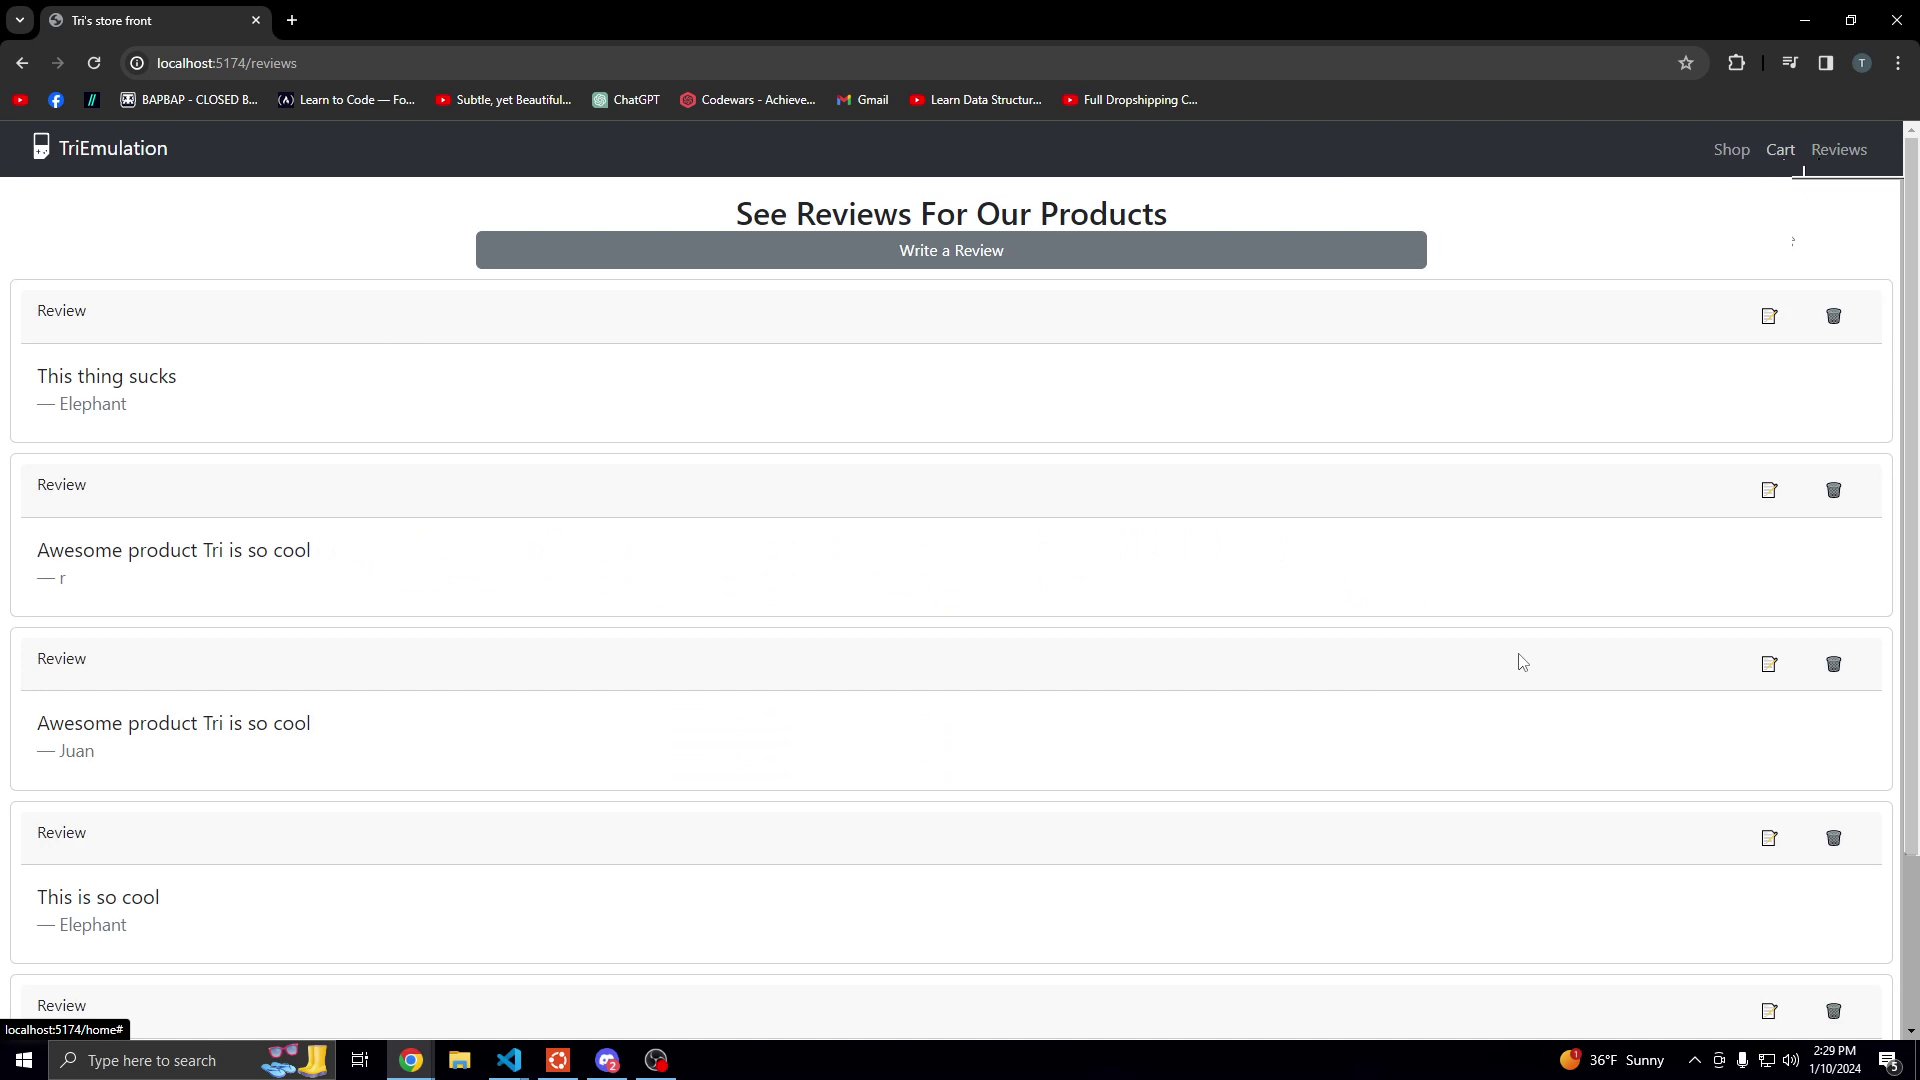 Tri's store front
localhost:5174/reviews
BAPBAP - CLOSED B... Learn to Code — Fo... Subtle, yet Beautiful... ChatGPT Codewars - Achieve... Gmail Learn Data Structur... Full Dropshipping C...
T
TriEmulation Shop Cart Reviews
See Reviews For Our Products
Write a Review
Review
This thing sucks
— Elephant
Review
Awesome product Tri is so cool
— r
Review
Awesome product Tri is so cool
— Juan
Review
This is so cool
— Elephant
Review
localhost:5174/home#
Type here to search 2 1 36°F Sunny 2:29 PM
1/10/2024 5